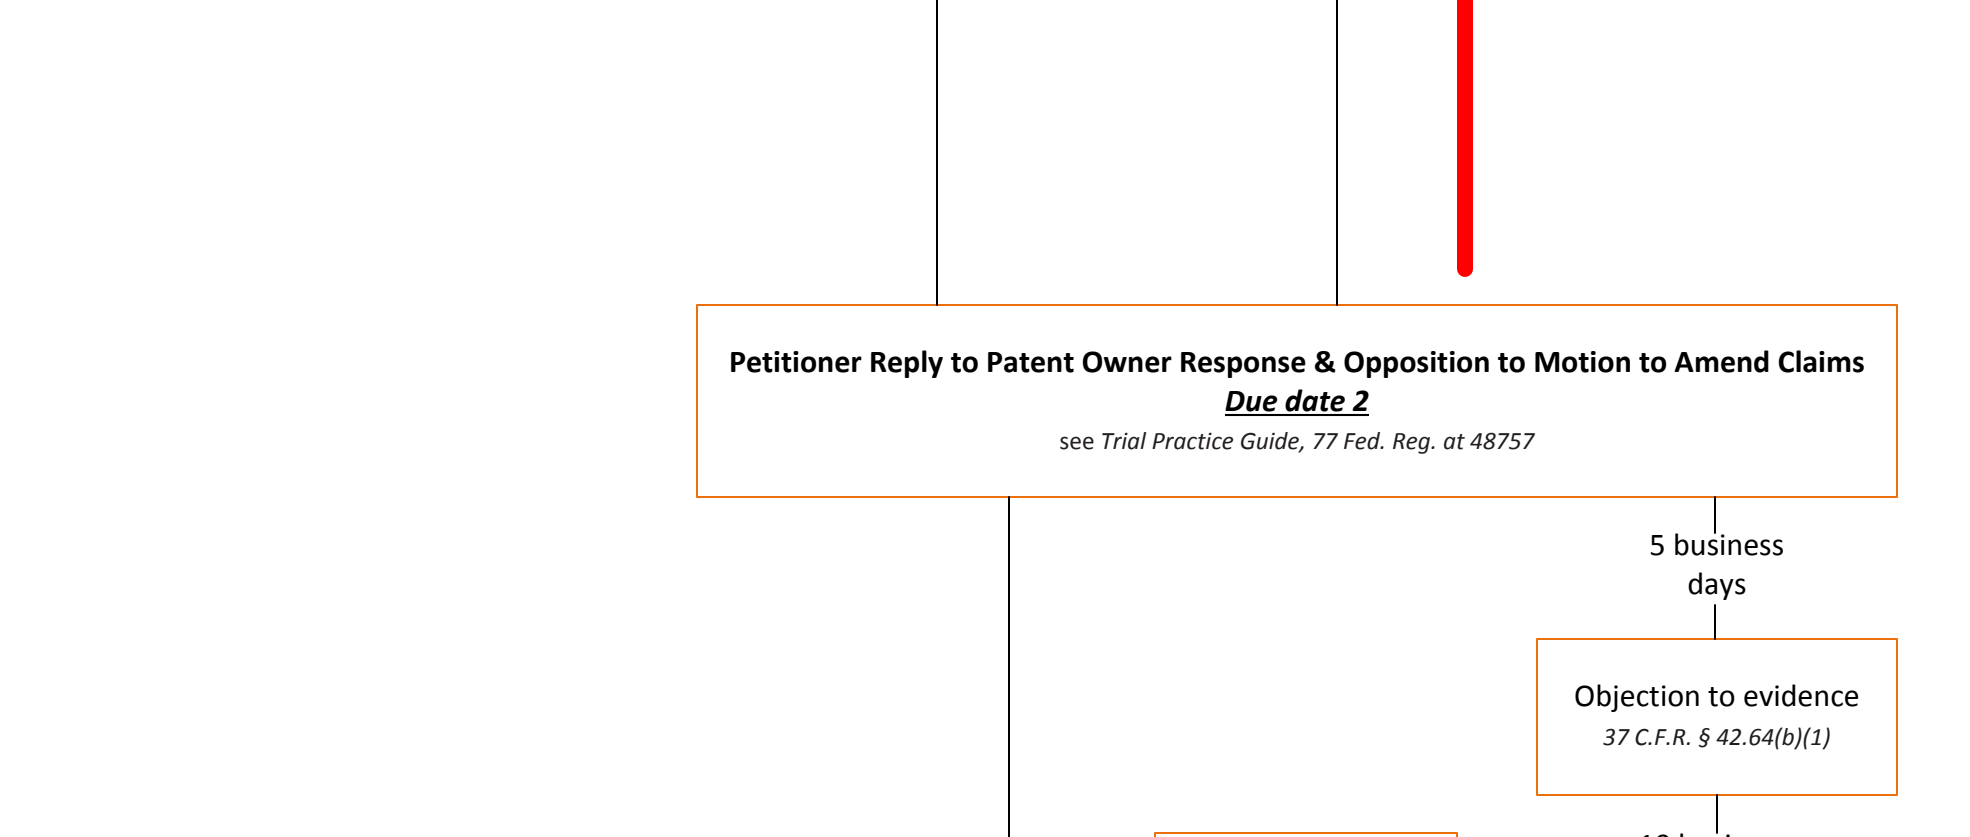 Petitioner Reply to Patent Owner Response & Opposition to Motion to Amend Claims
Due date 2
see Trial Practice Guide, 77 Fed. Reg. at 48757
5 business
days
Objection to evidence
37 C.F.R. § 42.64(b)(1)